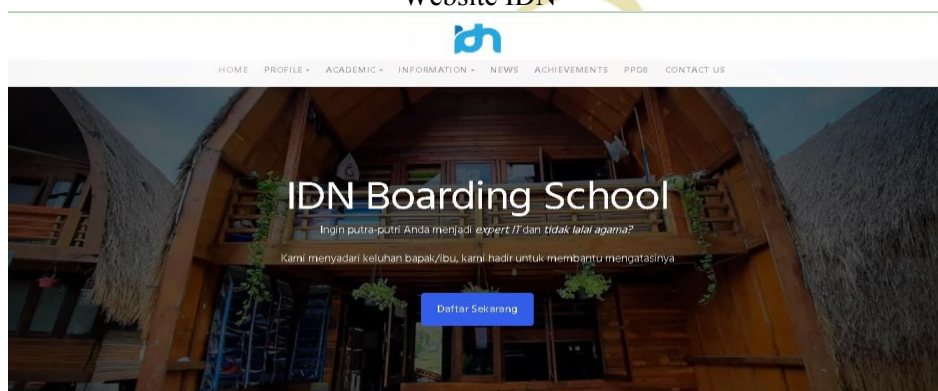 Website IDN
idn
HOME PROFILE ACADEMIC INFORMATION NEWS ACHIEVEMENTS PPDB CONTACT US
IDN Boarding School
Ingin putra-putri Anda menjadi expert IT dan tidak lalai agama?
Kami menyadari keluhan bapak/ibu, kami hadir untuk membantu mengatasinya
Daftar Sekarang